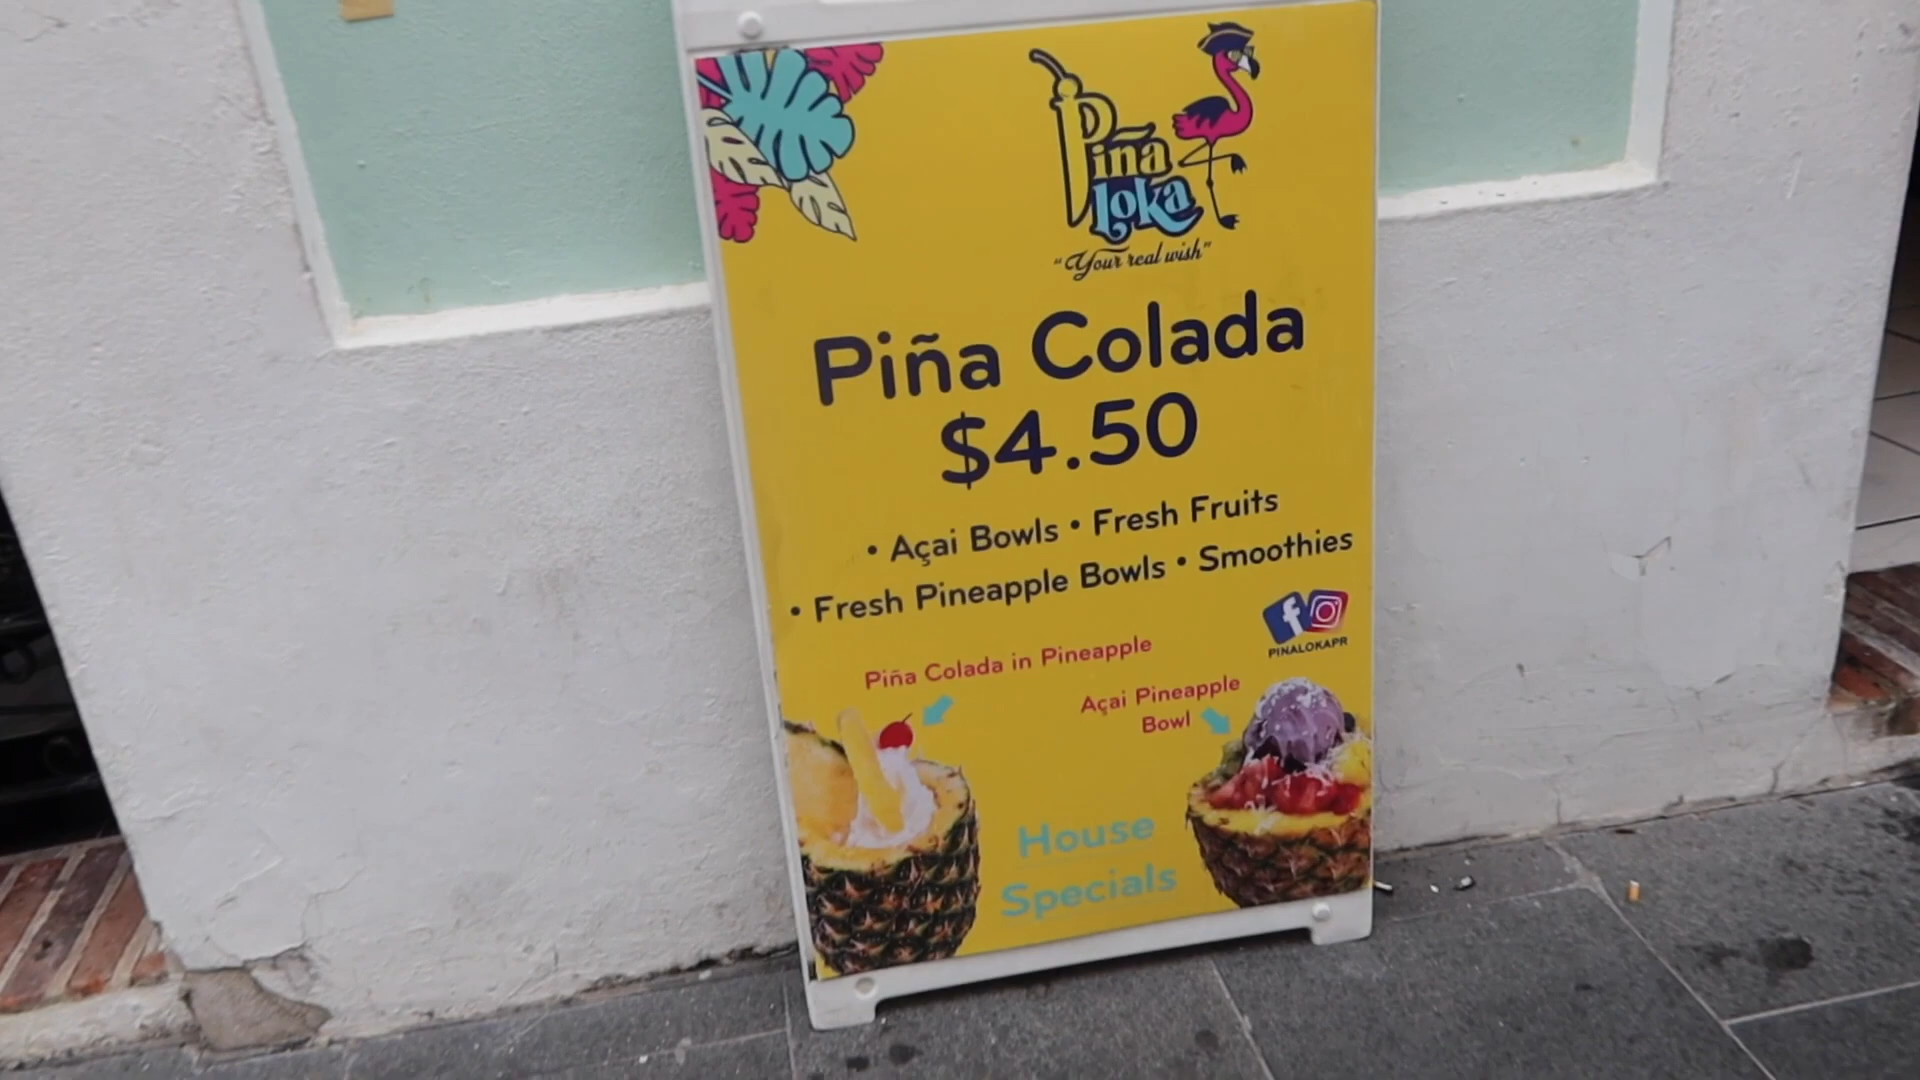 Piña
loka
"Your real wish"
Piña Colada
$4.50
• Açai Bowls • Fresh Fruits
• Fresh Pineapple Bowls • Smoothies
PINALOKAPR
Piña Colada in Pineapple
Açai Pineapple
Bowl
House
Specials